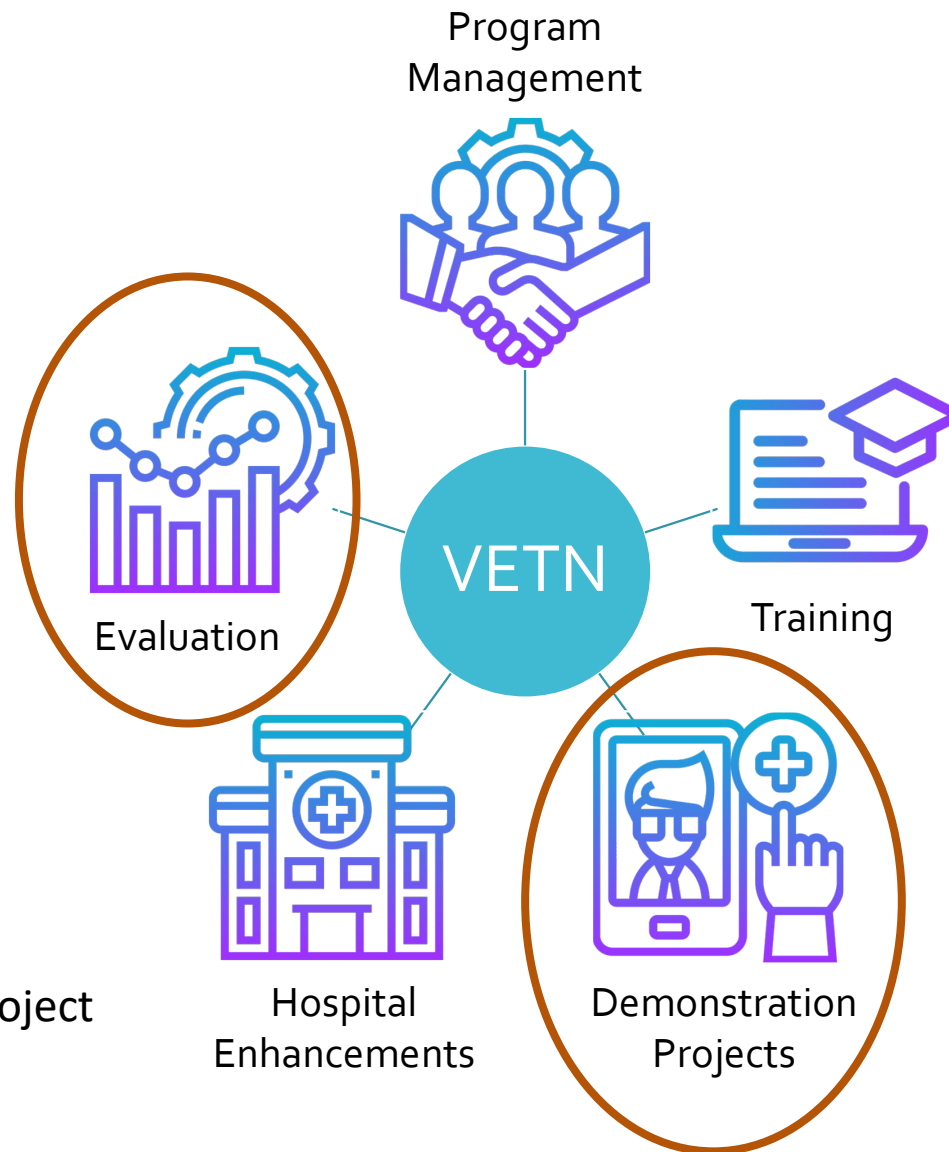 Program
Management
VETN
Training
Evaluation
Hospital
Enhancements
Demonstration
Projects